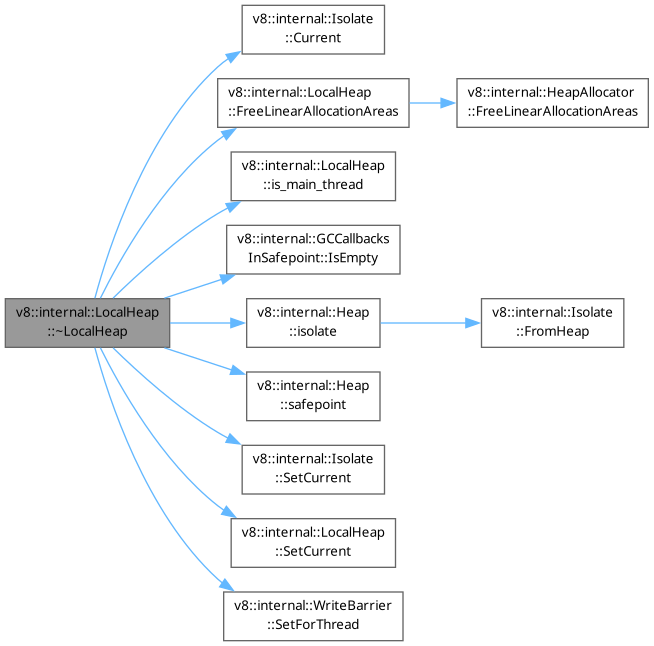 v8::internal::Isolate
::Current
v8::internal::LocalHeap
::FreeLinearAllocationAreas
v8::internal::HeapAllocator
::FreeLinearAllocationAreas
v8::internal::LocalHeap
::is_main_thread
v8::internal::GCCallbacks
InSafepoint::IsEmpty
v8::internal::LocalHeap
::~LocalHeap
v8::internal::Heap
::isolate
v8::internal::Isolate
::FromHeap
v8::internal::Heap
::safepoint
v8::internal::Isolate
::SetCurrent
v8::internal::LocalHeap
::SetCurrent
v8::internal::WriteBarrier
::SetForThread